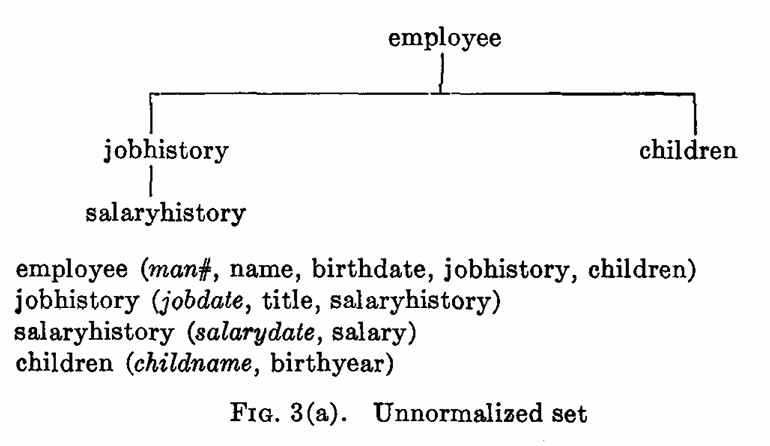 employee
jobhistory children
salaryhistory
employee (man#, name, birthdate, jobhistory, children)
jobhistory (jobdate, title, salaryhistory)
salaryhistory (salarydate, salary)
children (childname, birthyear)
FIG. 3(a). Unnormalized set